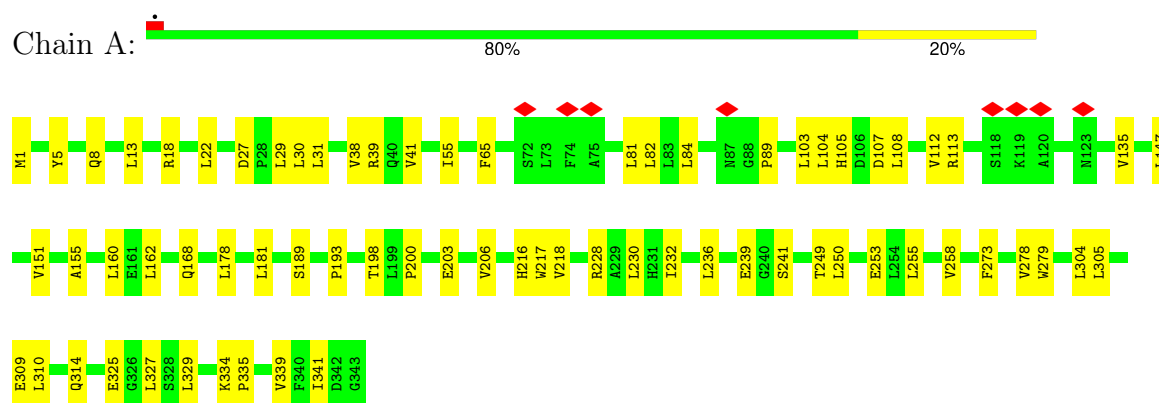 Chain A:
80% 20%
M1 Y5 Q8 L13 R18 L22 D27 P28 L29 L30 L31 V38 R39 Q40 V41 I55 F65 S72 L73 F74 A75 L81 L82 L83 L84 N87 G88 P89 L103 L104 H105 D106 D107 L108 V112 R113 S118 K119 A120 N123 V135 L147
V151 A155 L160 E161 L162 Q168 L178 L181 S189 P193 T198 L199 P200 E203 V206 H216 W217 V218 R228 A229 L230 H231 I232 L236 E239 G240 S241 T249 L250 E253 L254 L255 V258 F273 V278 W279 L304 L305
E309 L310 Q314 E325 G326 L327 S328 L329 K334 P335 V339 F340 I341 D342 G343